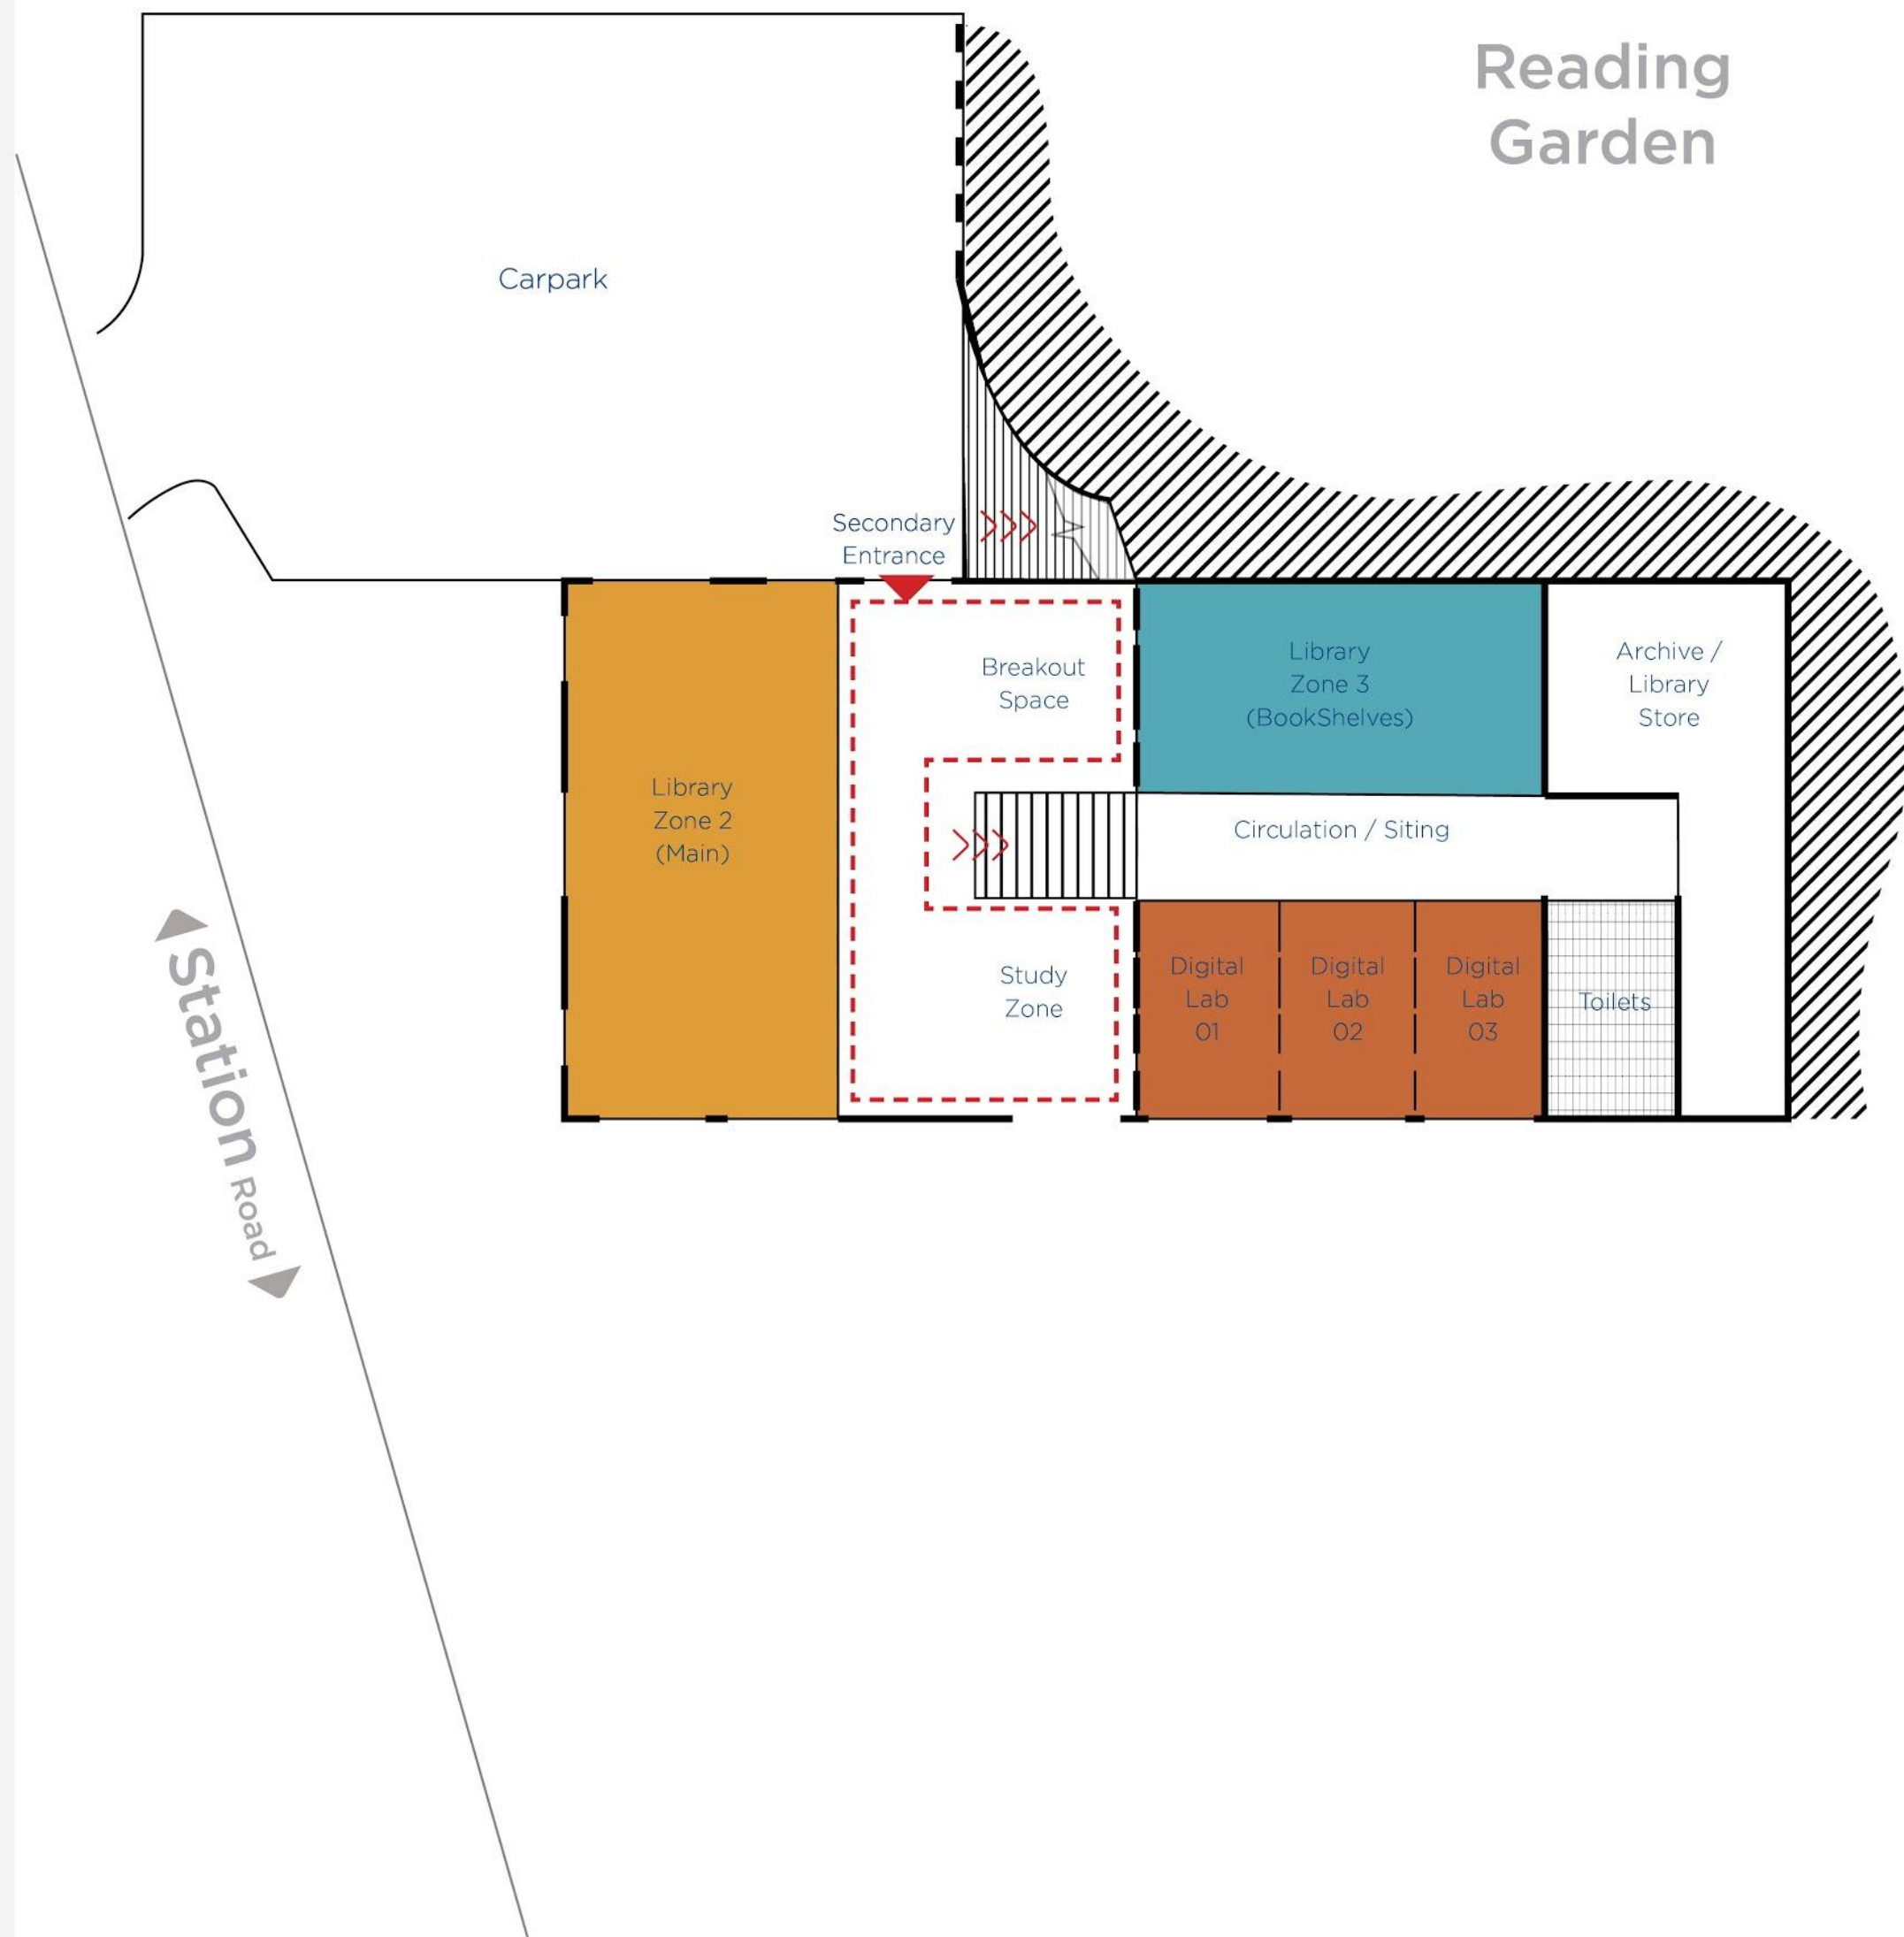 Reading
Garden
Carpark
Secondary
Entrance
Breakout
Space
Library
Zone 3
(BookShelves)
Archive /
Library
Store
Library
Zone 2
(Main)
Circulation / Siting
Study
Zone
Digital
Lab
01
Digital
Lab
02
Digital
Lab
03
Toilets
Station Road